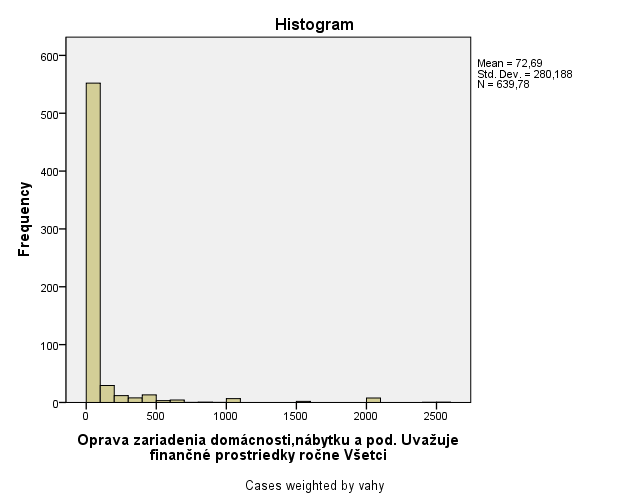 Histogram
Mean = 72,69
Std. Dev. = 280,188
N = 639,78
Frequency
600
500
400
300
200
100
0
0 500 1000 1500 2000 2500
Oprava zariadenia domácnosti,nábytku a pod. Uvažuje
finančné prostriedky ročne Všetci
Cases weighted by vahy